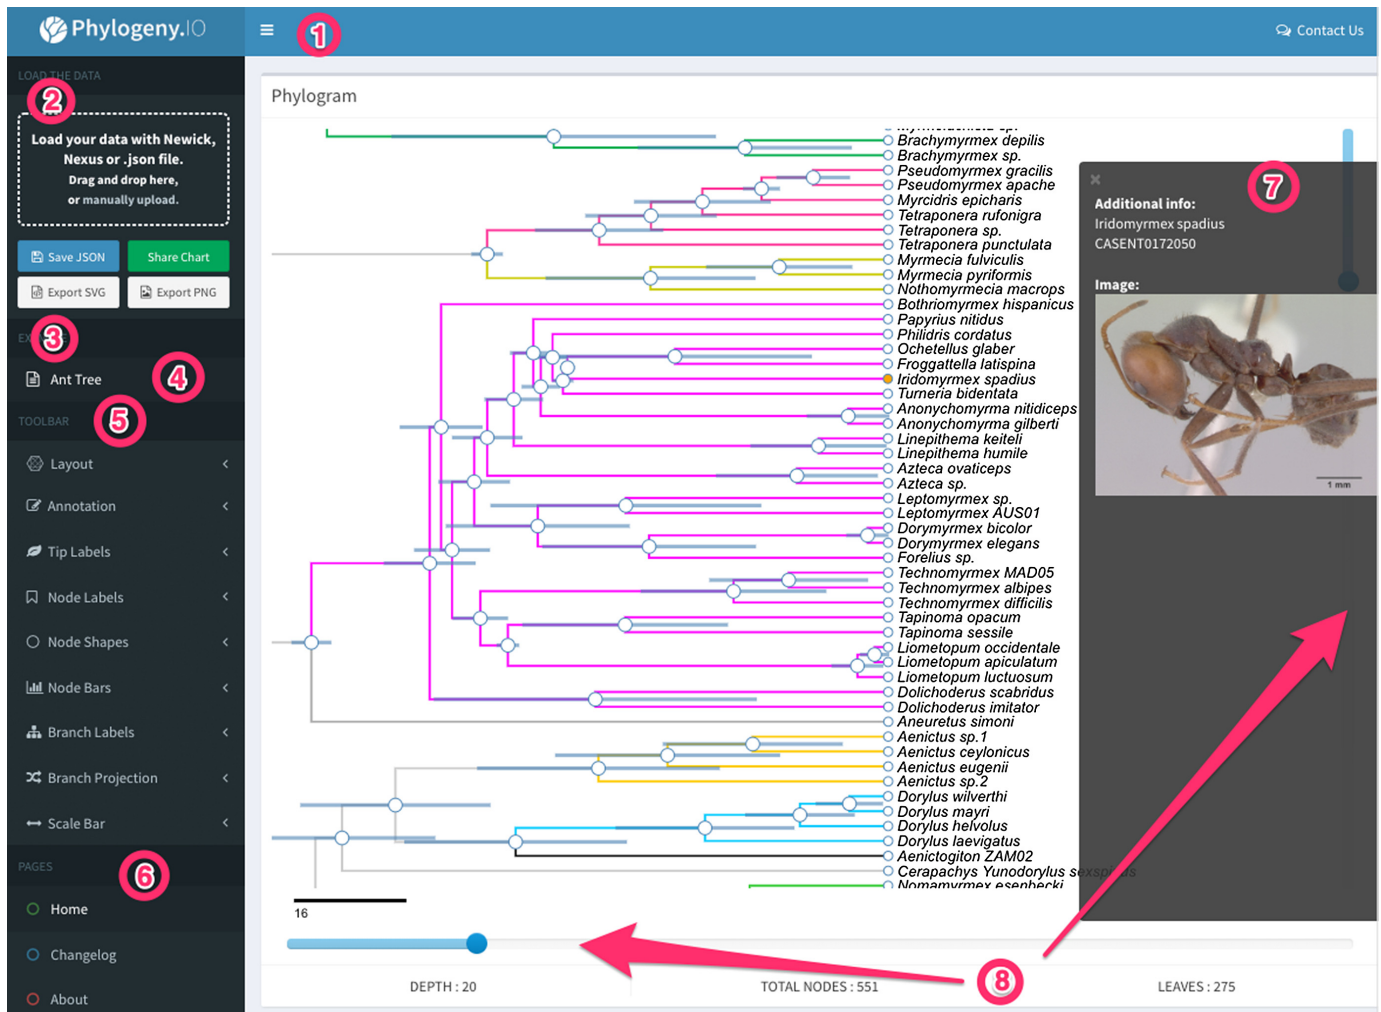 Phylogeny.IO
1
Contact Us
LOAD THE DATA
2
Load your data with Newick,
Nexus or .json file.
Drag and drop here,
or manually upload.
Save JSON
Share Chart
Export SVG
Export PNG
3
Ant Tree
4
TOOLBAR
5
Layout
Annotation
Tip Labels
Node Labels
Node Shapes
Node Bars
Branch Labels
Branch Projection
Scale Bar
PAGES
6
Home
Changelog
About
Phylogram
Brachymyrmex depilis
Brachymyrmex sp.
Pseudomyrmex gracilis
Pseudomyrmex apache
Myrcidris epicharis
Tetraponera rufonigra
Tetraponera sp.
Tetraponera punctulata
Myrmecia fulviculis
Myrmecia pyriformis
Nothomyrmecia macrops
Bothriomyrmex hispanicus
Papyrius nitidus
Philidris cordatus
Ochetellus glaber
Froggattella latispina
Iridomyrmex spadius
Turneria bidentata
Anonychomyrma nitidiceps
Anonychomyrma gilberti
Linepithema keiteli
Linepithema humile
Azteca ovaticeps
Azteca sp.
Leptomyrmex sp.
Leptomyrmex AUS01
Dorymyrmex bicolor
Dorymyrmex elegans
Forelius sp.
Technomyrmex MAD05
Technomyrmex albipes
Technomyrmex difficilis
Tapinoma opacum
Tapinoma sessile
Liometopum occidentale
Liometopum apiculatum
Liometopum luctuosum
Dolichoderus scabridus
Dolichoderus imitator
Aneuretus simoni
Aenictus sp.1
Aenictus ceylonicus
Aenictus eugenii
Aenictus sp.2
Dorylus wilverthi
Dorylus mayri
Dorylus helvolus
Dorylus laevigatus
Aenictogiton ZAM02
Cerapachys Yunodorylus sexspinus
Nomamyrmex esenbecki
7
Additional info:
Iridomyrmex spadius
CASENT0172050
Image:
1 mm
16
8
DEPTH : 20
TOTAL NODES : 551
LEAVES : 275